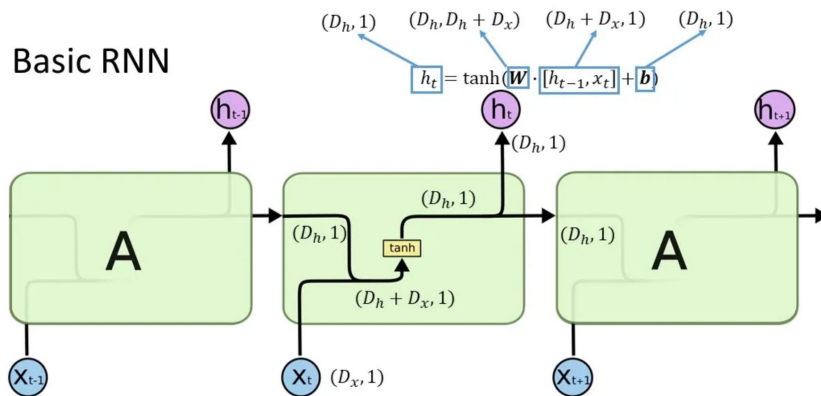 (D_h, 1) (D_h, D_h + D_x) (D_h + D_x, 1) (D_h, 1)
Basic RNN
h_t = tanh(W · [h_{t-1}, x_t] + b)
h_{t-1} h_t h_{t+1}
(D_h, 1)
(D_h, 1)
(D_h, 1) (D_h, 1)
A tanh A
(D_h + D_x, 1)
x_{t-1} x_t (D_x, 1) x_{t+1}